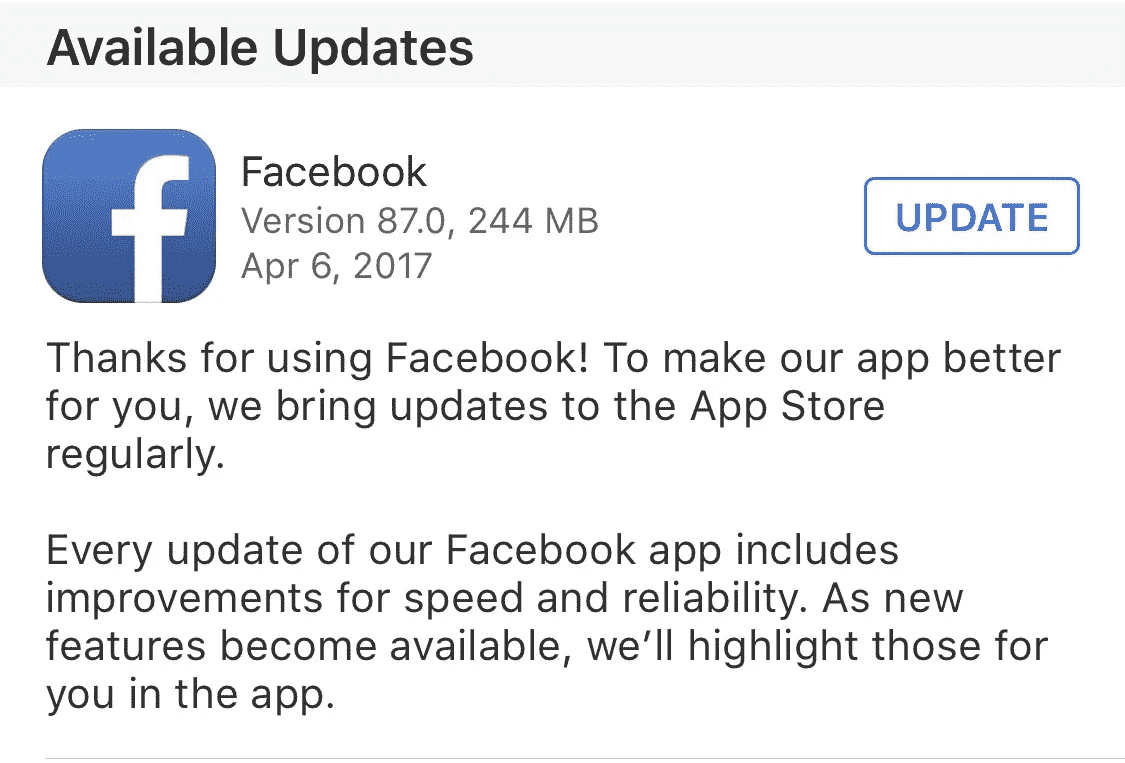 Available Updates
Facebook
Version 87.0, 244 MB
Apr 6, 2017
UPDATE
Thanks for using Facebook! To make our app better
for you, we bring updates to the App Store
regularly.
Every update of our Facebook app includes
improvements for speed and reliability. As new
features become available, we’ll highlight those for
you in the app.